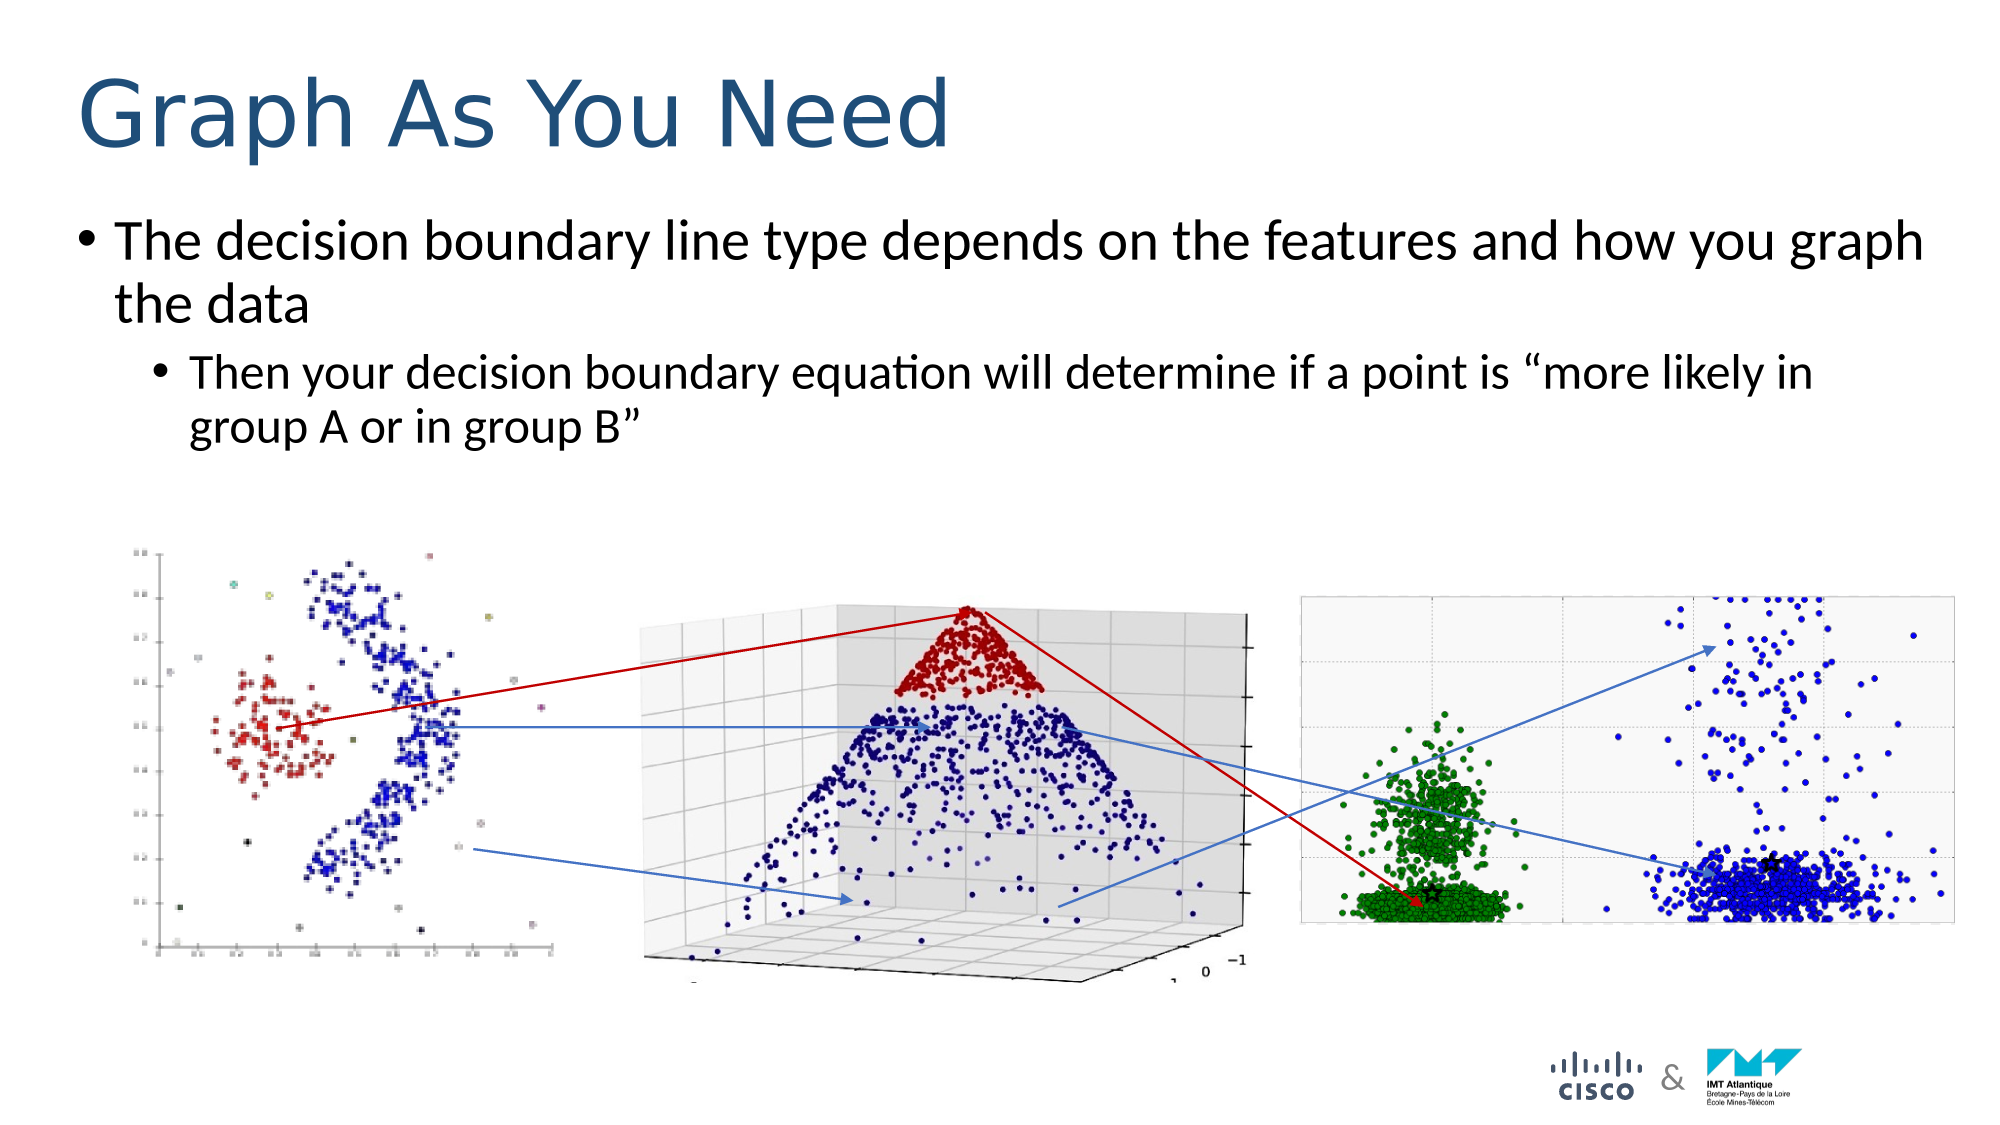 Graph As You Need
• The decision boundary line type depends on the features and how you graph
the data
• Then your decision boundary equation will determine if a point is “more likely in
group A or in group B”
0
−1
CISCO
&
IMT Atlantique
Bretagne-Pays de la Loire
École Mines-Télécom